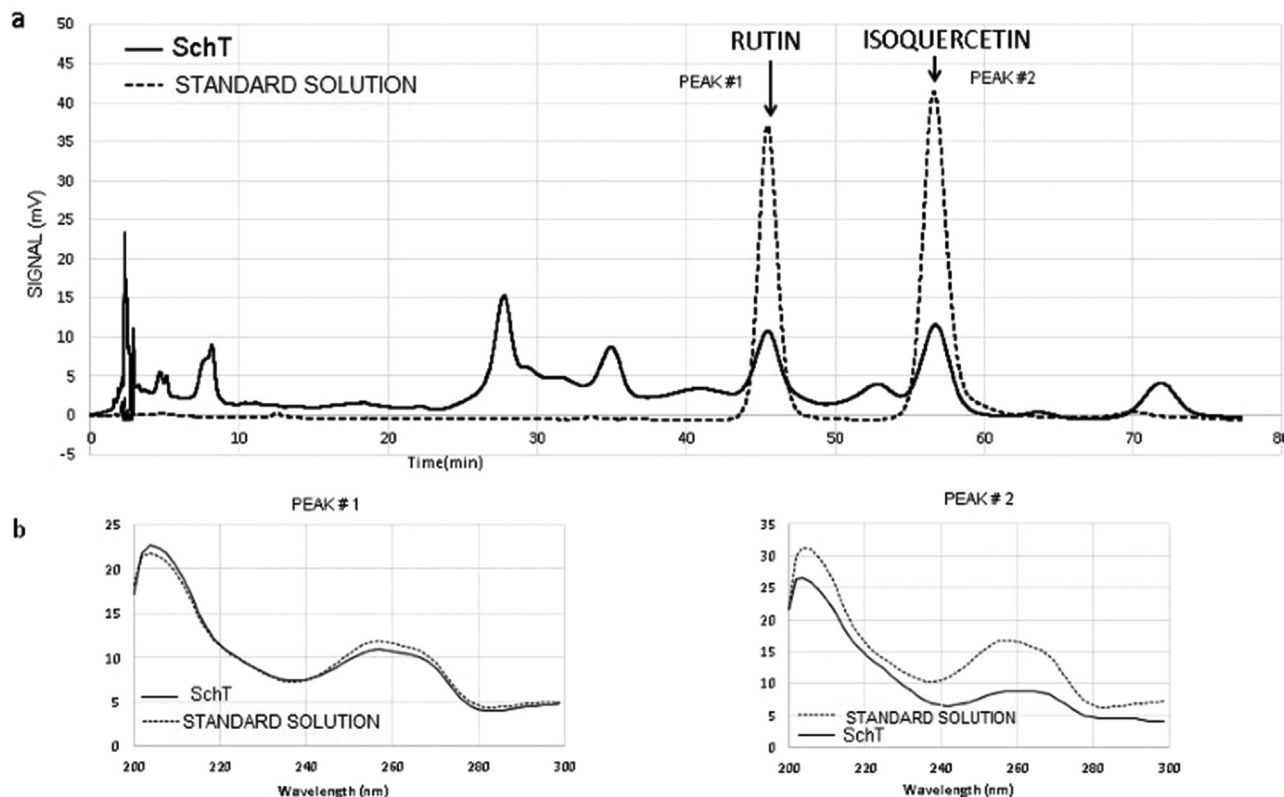 a
50
45
40
35
30
25
20
15
10
5
0
-5
SIGNAL (mV)
SchT
STANDARD SOLUTION
RUTIN
PEAK #1
ISOQUERCETIN
PEAK #2
0 10 20 30 40 50 60 70 80
Time(min)
b
PEAK # 1
25
20
15
10
5
0
SchT
STANDARD SOLUTION
200 220 240 260 280 300
Wavelength (nm)
PEAK # 2
35
30
25
20
15
10
5
0
STANDARD SOLUTION
SchT
200 220 240 260 280 300
Wavelength (nm)